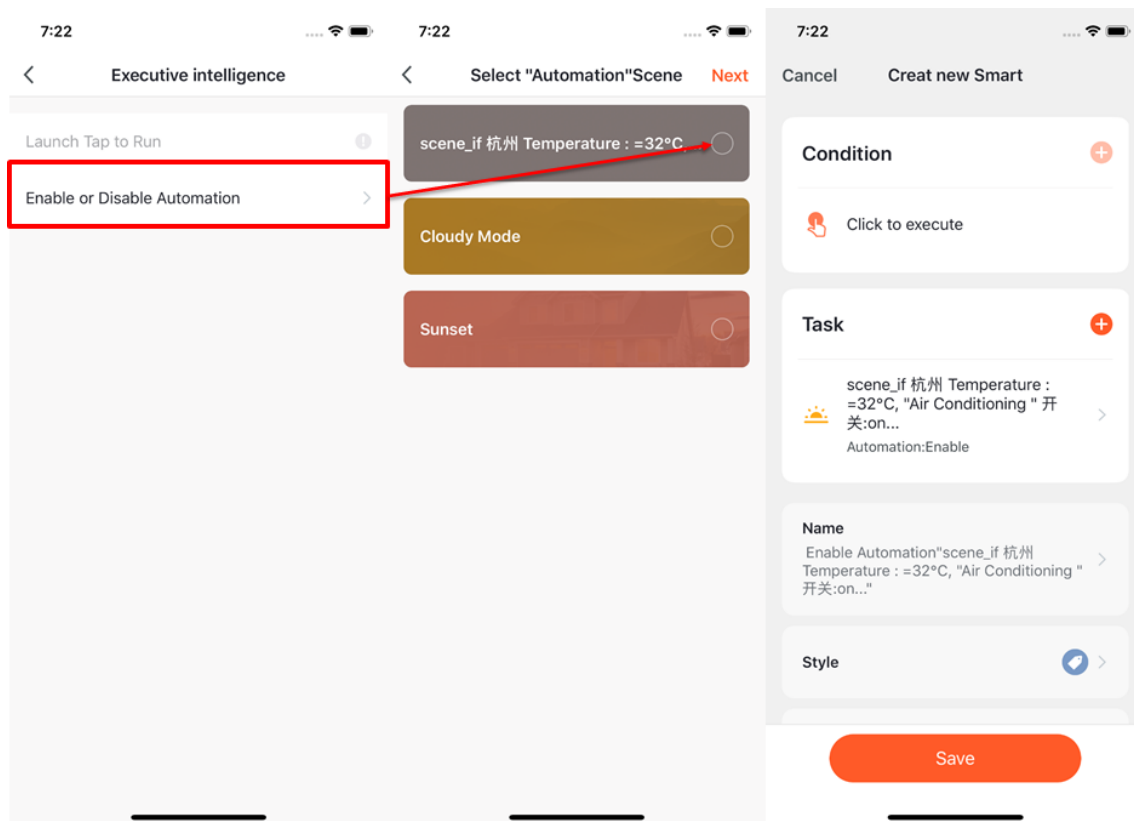 7:22
Executive intelligence
Launch Tap to Run
Enable or Disable Automation
7:22
Select "Automation"Scene
Next
scene_if 杭州 Temperature : =32°C,
Cloudy Mode
Sunset
7:22
Cancel
Creat new Smart
Condition
Click to execute
Task
scene_if 杭州 Temperature :
=32°C, "Air Conditioning " 开
关:on...
Automation:Enable
Name
Enable Automation"scene_if 杭州
Temperature : =32°C, "Air Conditioning "
开关:on..."
Style
Save